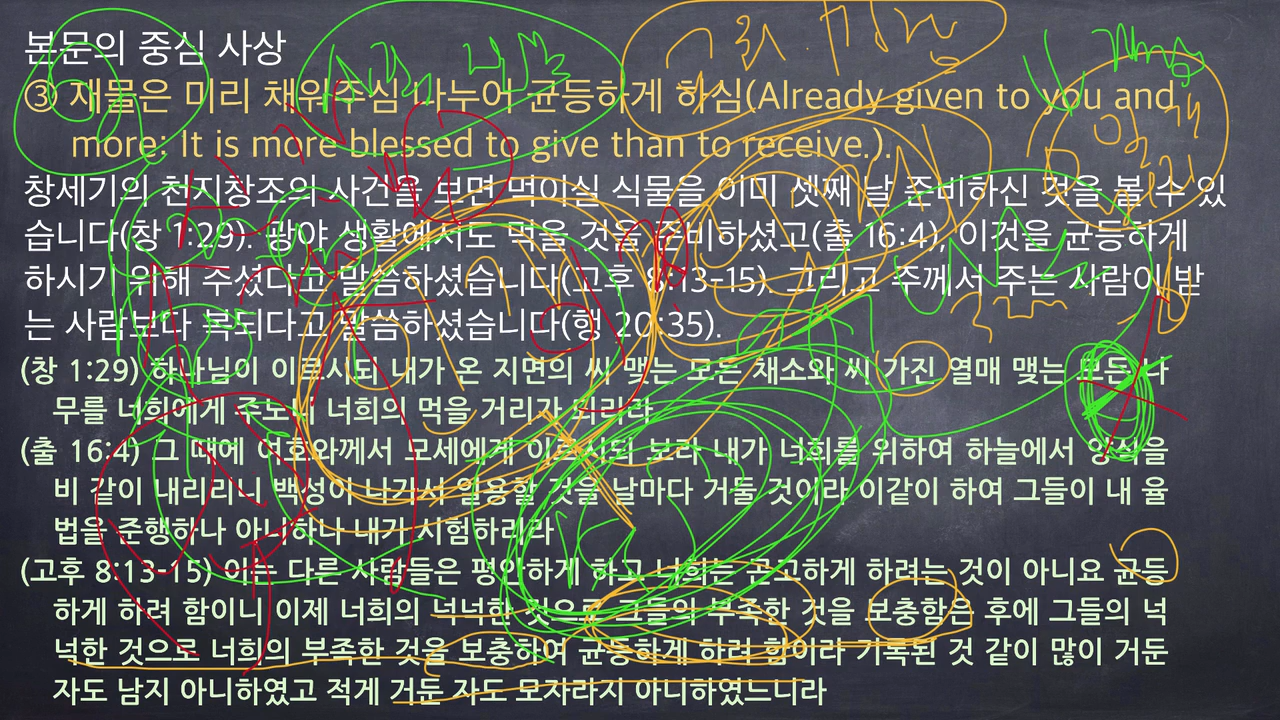 본문의 중심 사상
③ 재물은 미리 채워주심 나누어 균등하게 하심(Already given to you and
more: It is more blessed to give than to receive.).
창세기의 천지창조의 사건을 보면 먹이실 식물을 이미 셋째 날 준비하신 것을 볼 수 있
습니다(창 1:29). 광야 생활에서도 먹을 것을 준비하셨고(출 16:4), 이것을 균등하게
하시기 위해 주셨다고 말씀하셨습니다(고후 8:13-15). 그리고 주께서 주는 사람이 받
는 사람보다 복되다고 말씀하셨습니다(행 20:35).
(창 1:29) 하나님이 이르시되 내가 온 지면의 씨 맺는 모든 채소와 씨 가진 열매 맺는 모든 나
무를 너희에게 주노니 너희의 먹을 거리가 되리라
(출 16:4) 그 때에 여호와께서 모세에게 이르시되 보라 내가 너희를 위하여 하늘에서 양식을
비 같이 내리리니 백성이 나가서 일용할 것을 날마다 거둘 것이라 이같이 하여 그들이 내 율
법을 준행하나 아니하나 내가 시험하리라
(고후 8:13-15) 이는 다른 사람들은 평안하게 하고 너희는 곤고하게 하려는 것이 아니요 균등
하게 하려 함이니 이제 너희의 넉넉한 것으로 그들의 부족한 것을 보충함은 후에 그들의 넉
넉한 것으로 너희의 부족한 것을 보충하여 균등하게 하려 함이라 기록된 것 같이 많이 거둔
자도 남지 아니하였고 적게 거둔 자도 모자라지 아니하였느니라